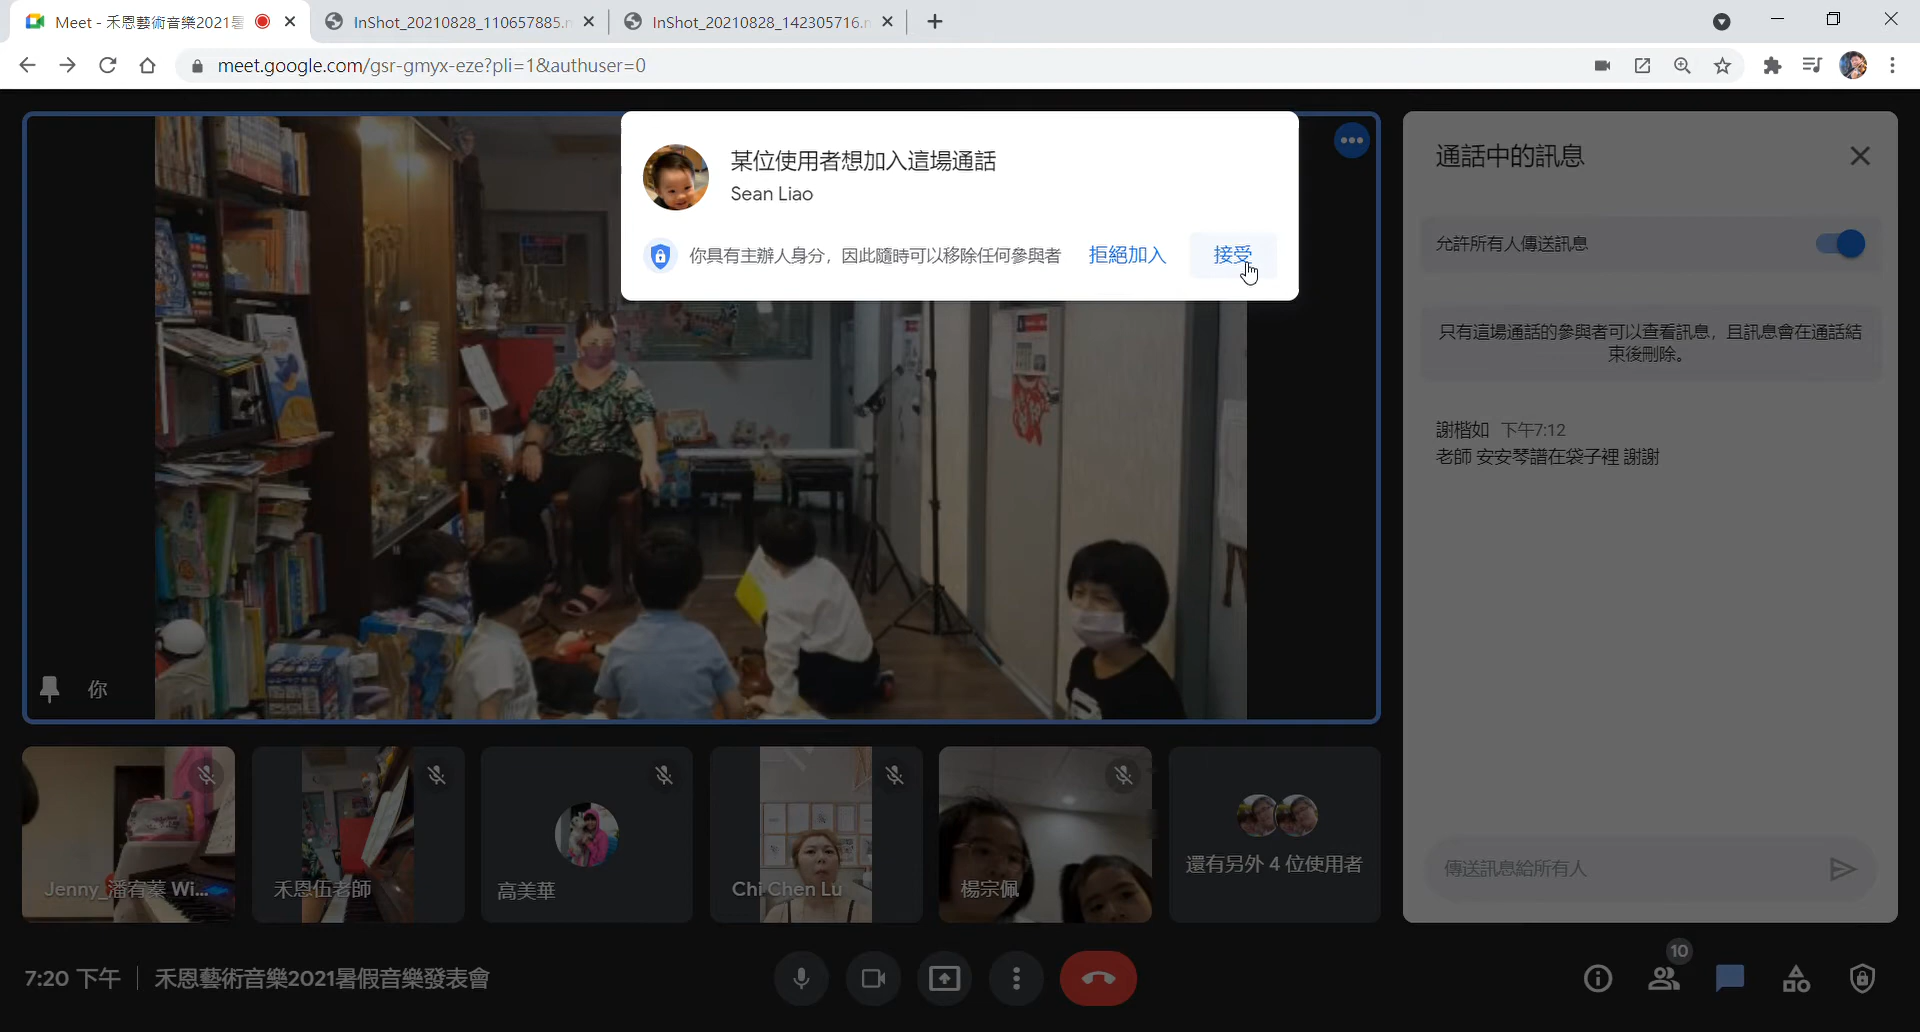 Meet - 禾恩藝術音樂2021暑
InShot_20210828_110657885.m
InShot_20210828_142305716.m
meet.google.com/gsr-gmyx-eze?pli=1&authuser=0
某位使用者想加入這場通話
Sean Liao
你具有主辦人身分，因此隨時可以移除任何參與者
拒絕加入
接受
你
通話中的訊息
允許所有人傳送訊息
只有這場通話的參與者可以查看訊息，且訊息會在通話結
束後刪除。
謝楷如 下午7:12
老師 安安琴譜在袋子裡 謝謝
傳送訊息給所有人
Jenny_潘宥蓁 Wi...
禾恩伍老師
高美華
Chi Chen Lu
楊宗佩
還有另外 4 位使用者
7:20 下午
禾恩藝術音樂2021暑假音樂發表會
10